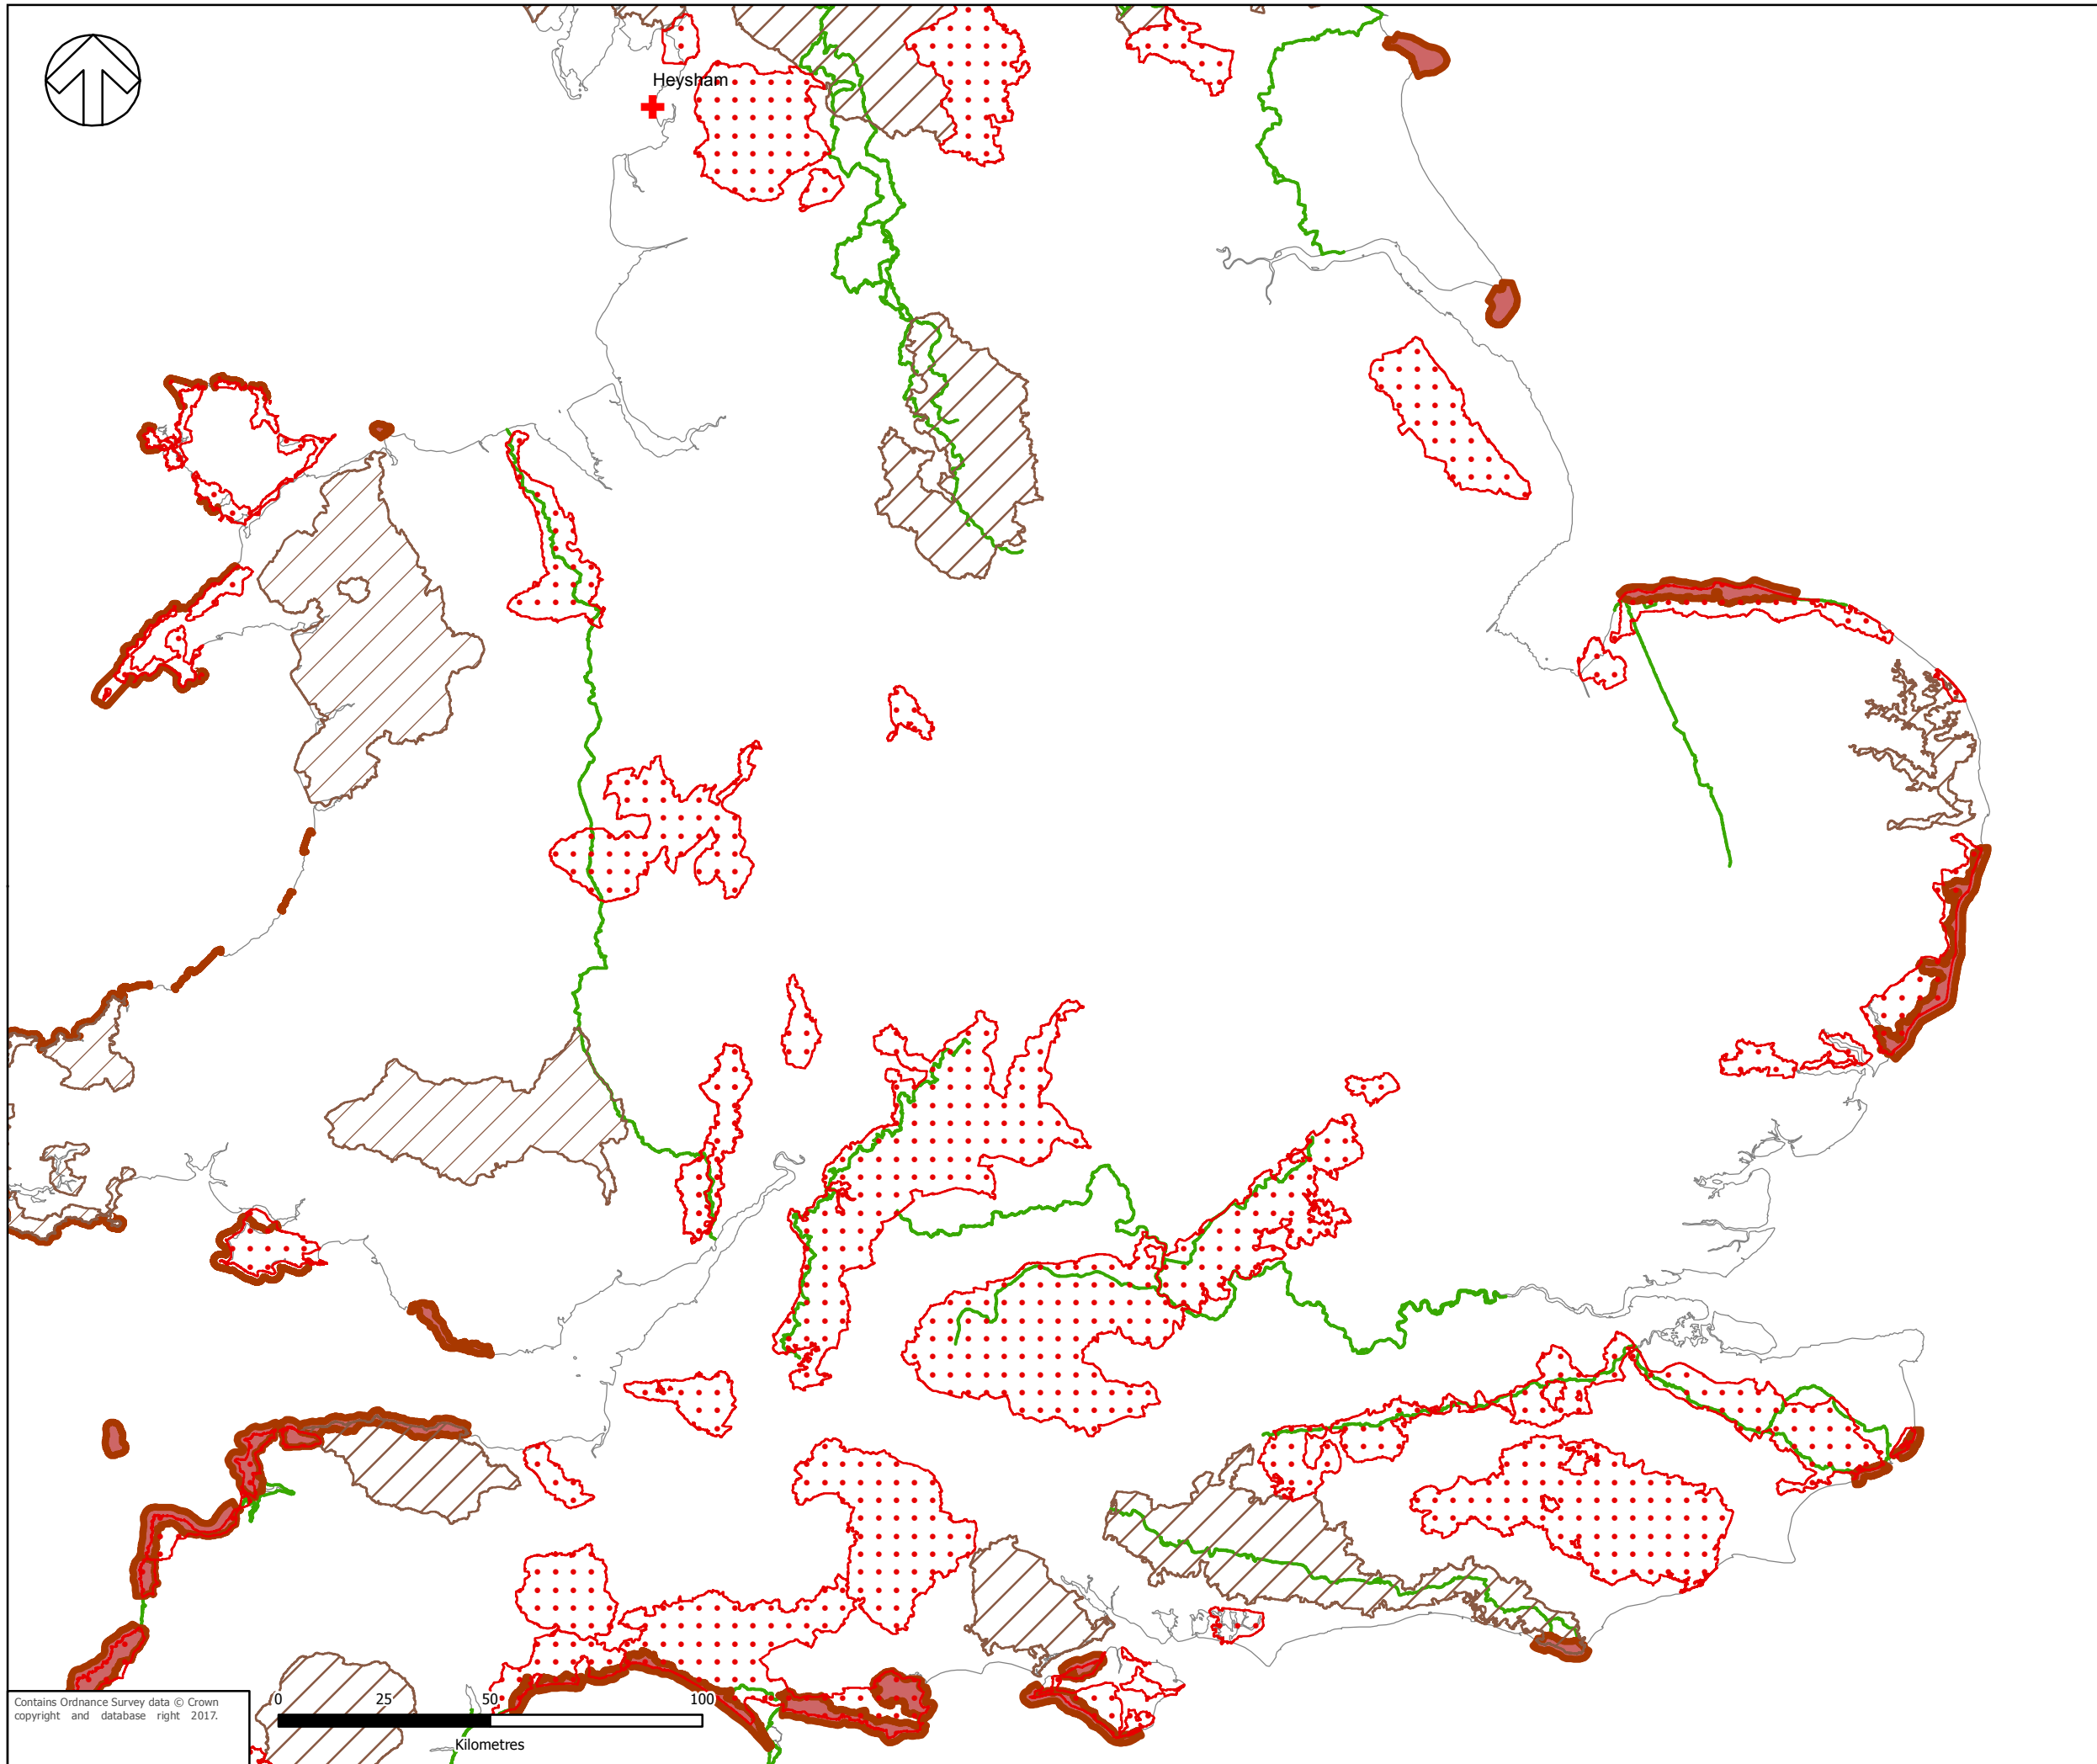 Heysham
Contains Ordnance Survey data © Crown
copyright and database right 2017.
0 25 50 100
Kilometres